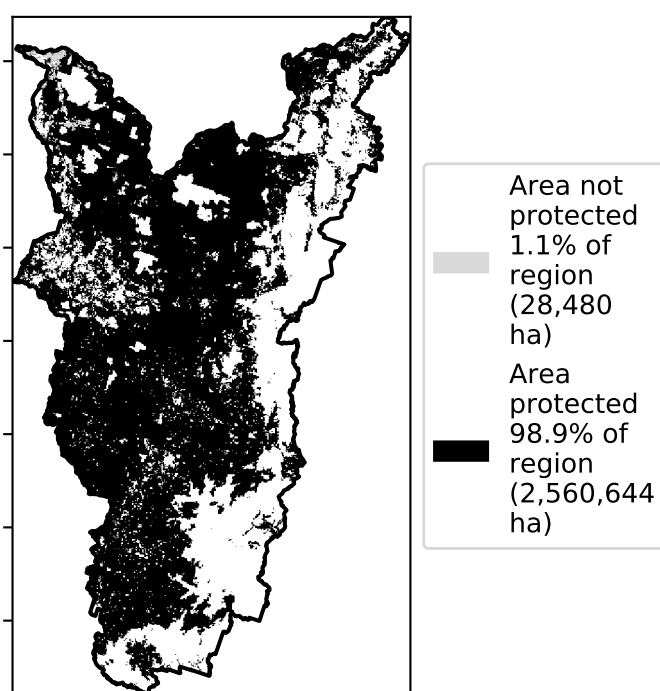 Area not
protected
1.1% of
region
(28,480
ha)
Area
protected
98.9% of
region
(2,560,644
ha)